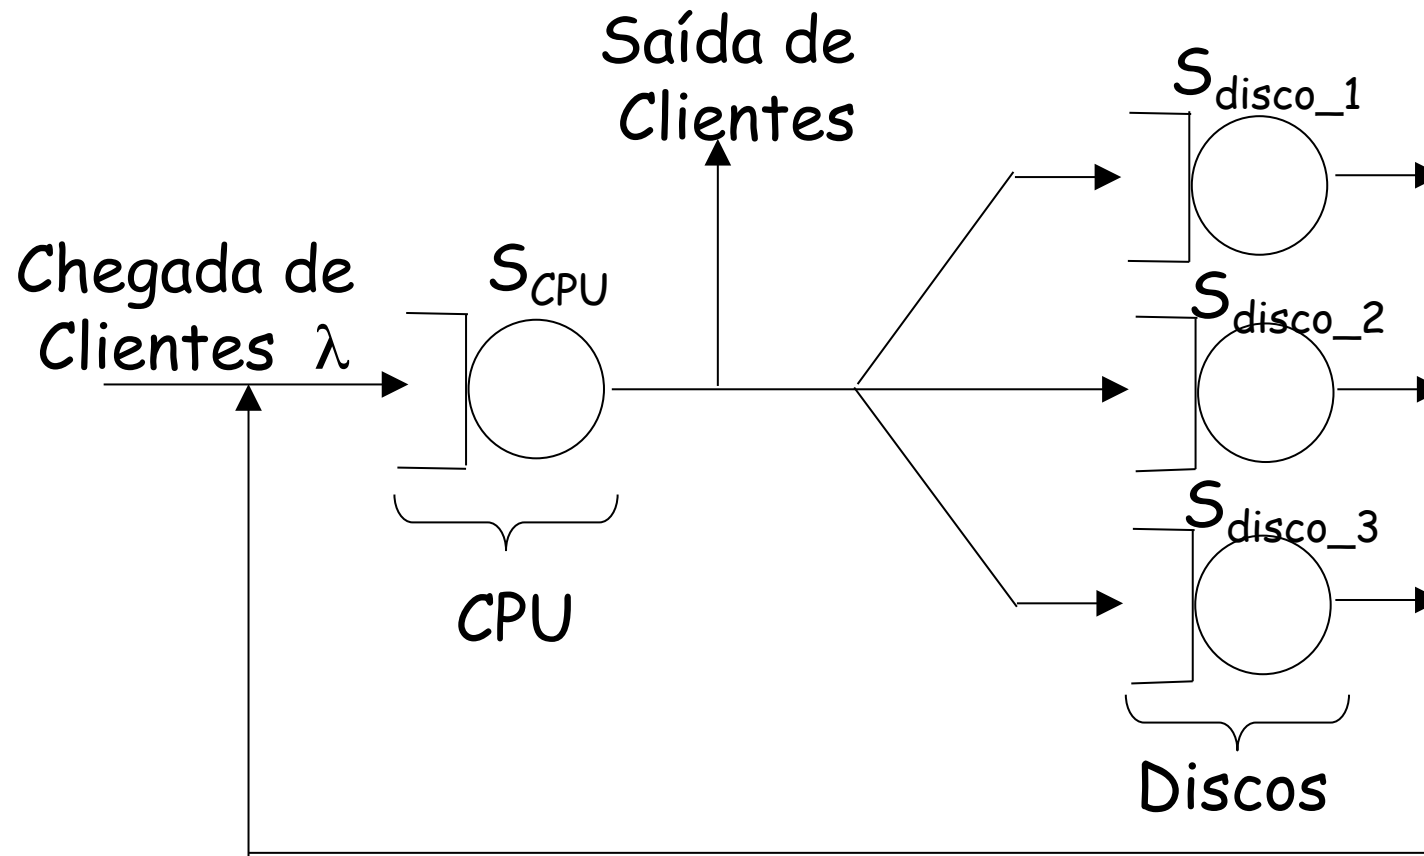 Saída de
Clientes
Chegada de
Clientes λ
S_CPU
CPU
S_disco_1
S_disco_2
S_disco_3
Discos